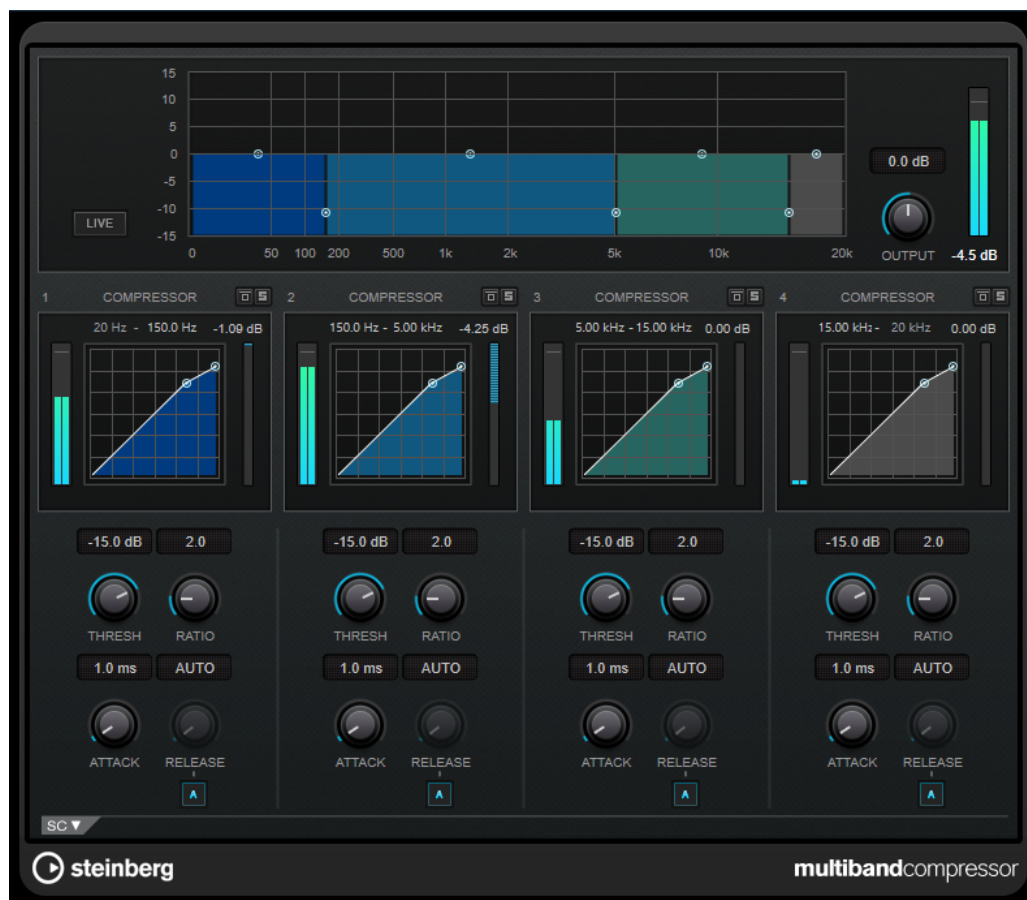 15
10
5
0
-5
-10
-15
LIVE
0 50 100 200 500 1k 2k 5k 10k 20k
0.0 dB
OUTPUT -4.5 dB
1 COMPRESSOR S
2 COMPRESSOR S
3 COMPRESSOR S
4 COMPRESSOR S
20 Hz - 150.0 Hz -1.09 dB
150.0 Hz - 5.00 kHz -4.25 dB
5.00 kHz - 15.00 kHz 0.00 dB
15.00 kHz - 20 kHz 0.00 dB
-15.0 dB 2.0 -15.0 dB 2.0 -15.0 dB 2.0 -15.0 dB 2.0
THRESH RATIO THRESH RATIO THRESH RATIO THRESH RATIO
1.0 ms AUTO 1.0 ms AUTO 1.0 ms AUTO 1.0 ms AUTO
ATTACK RELEASE ATTACK RELEASE ATTACK RELEASE ATTACK RELEASE
A A A A
SC ▼
steinberg
multibandcompressor